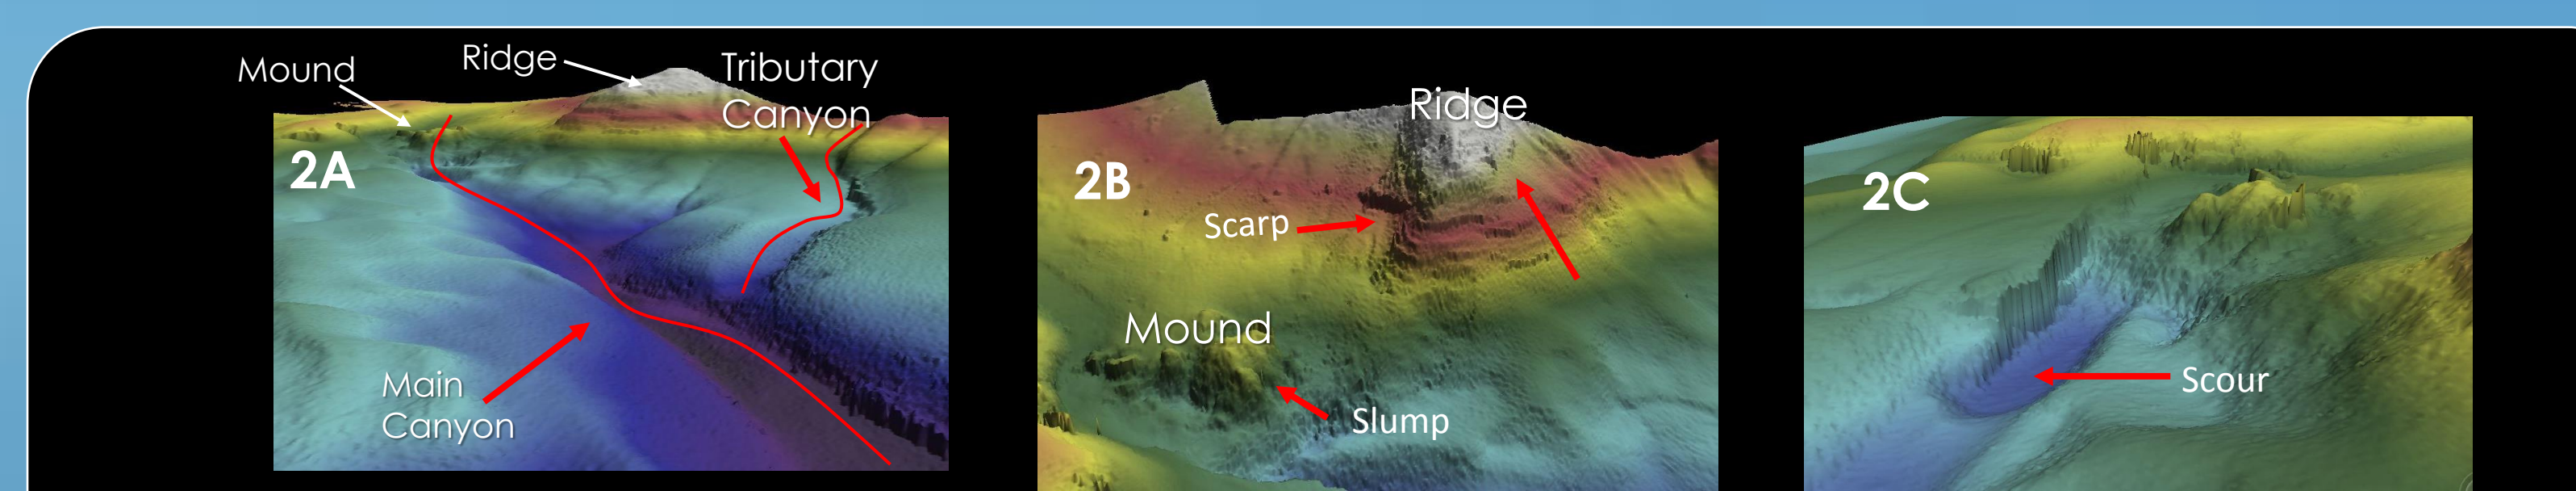 Mound
Ridge
Tributary
Canyon
2A
Main
Canyon
Ridge
2B
Scarp
Mound
Slump
2C
Scour